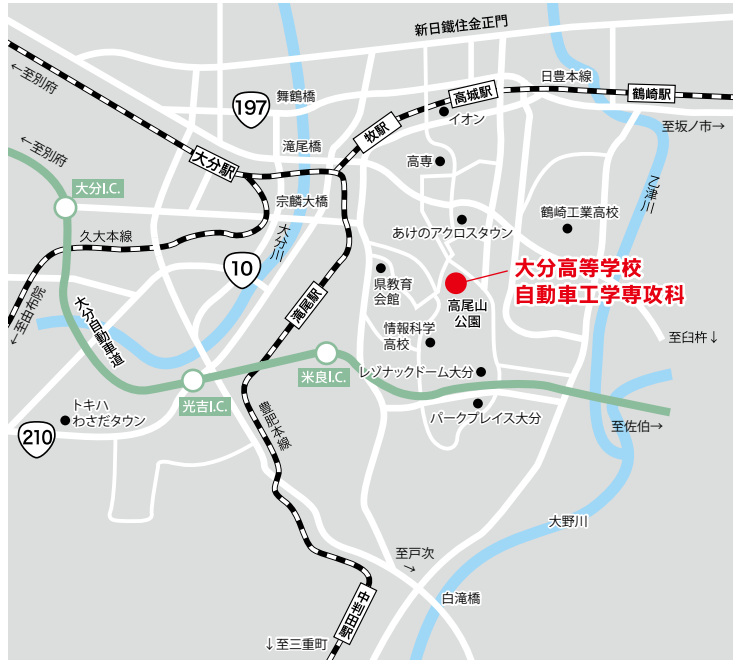 新日鐵住金正門
←至別府
197
舞鶴橋
日豊本線
高城駅
鶴崎駅
イオン
牧駅
至坂ノ市→
←至別府
大分駅
滝尾橋
高専
大分I.C.
宗麟大橋
乙津川
鶴崎工業高校
あけのアクロスタウン
久大本線
大分川
10
県教育
会館
大分高等学校
自動車工学専攻科
高尾山
公園
←至由布院
大分自動車道
滝尾駅
情報科学
高校
至臼杵↓
米良I.C.
レゾナックドーム大分
光吉I.C.
トキハ
わさだタウン
210
豊肥本線
パークプレイス大分
至佐伯→
大野川
至戸次
→
白滝橋
中判田駅
↓至三重町